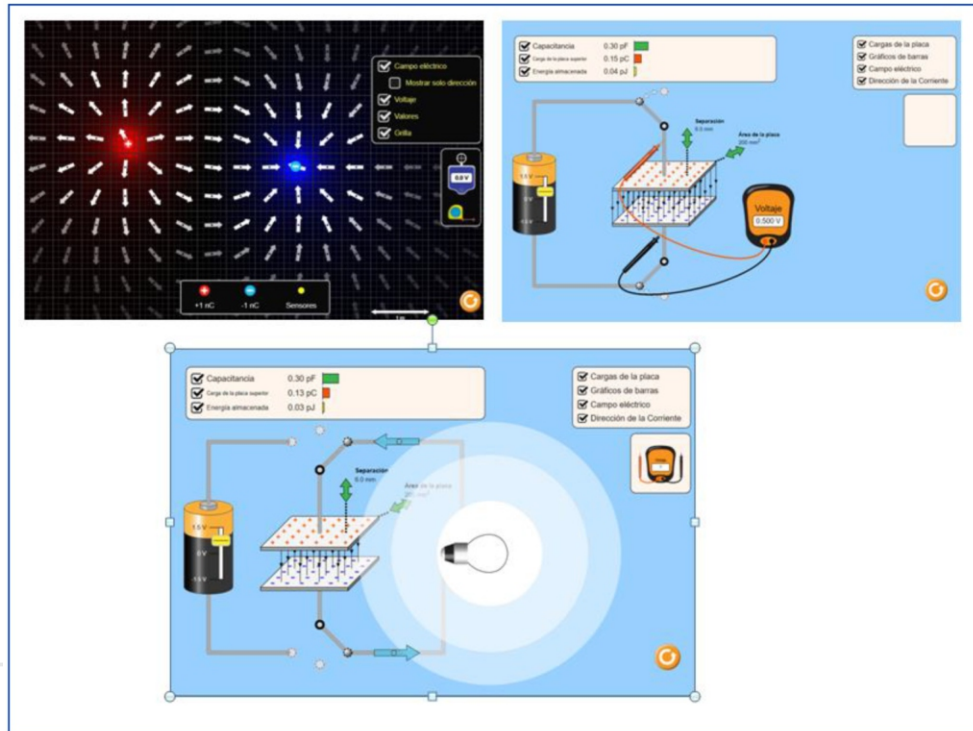 Campo eléctrico
Mostrar solo dirección
Voltaje
Valores
Grilla
0.0 V
+1 nC
-1 nC
Sensores
1 m
Capacitancia 0.30 pF
Carga de la placa superior 0.15 pC
Energía almacenada 0.04 pJ
Cargas de la placa
Gráficos de barras
Campo eléctrico
Dirección de la Corriente
Separación
6.0 mm
Área de la placa
1.5 V
0 V
Voltaje
0.500 V
Capacitancia 0.30 pF
Carga de la placa superior 0.13 pC
Energía almacenada 0.03 pJ
Cargas de la placa
Gráficos de barras
Campo eléctrico
Dirección de la Corriente
Separación
6.0 mm
Área de la placa
1.5 V
0 V
-1.5 V